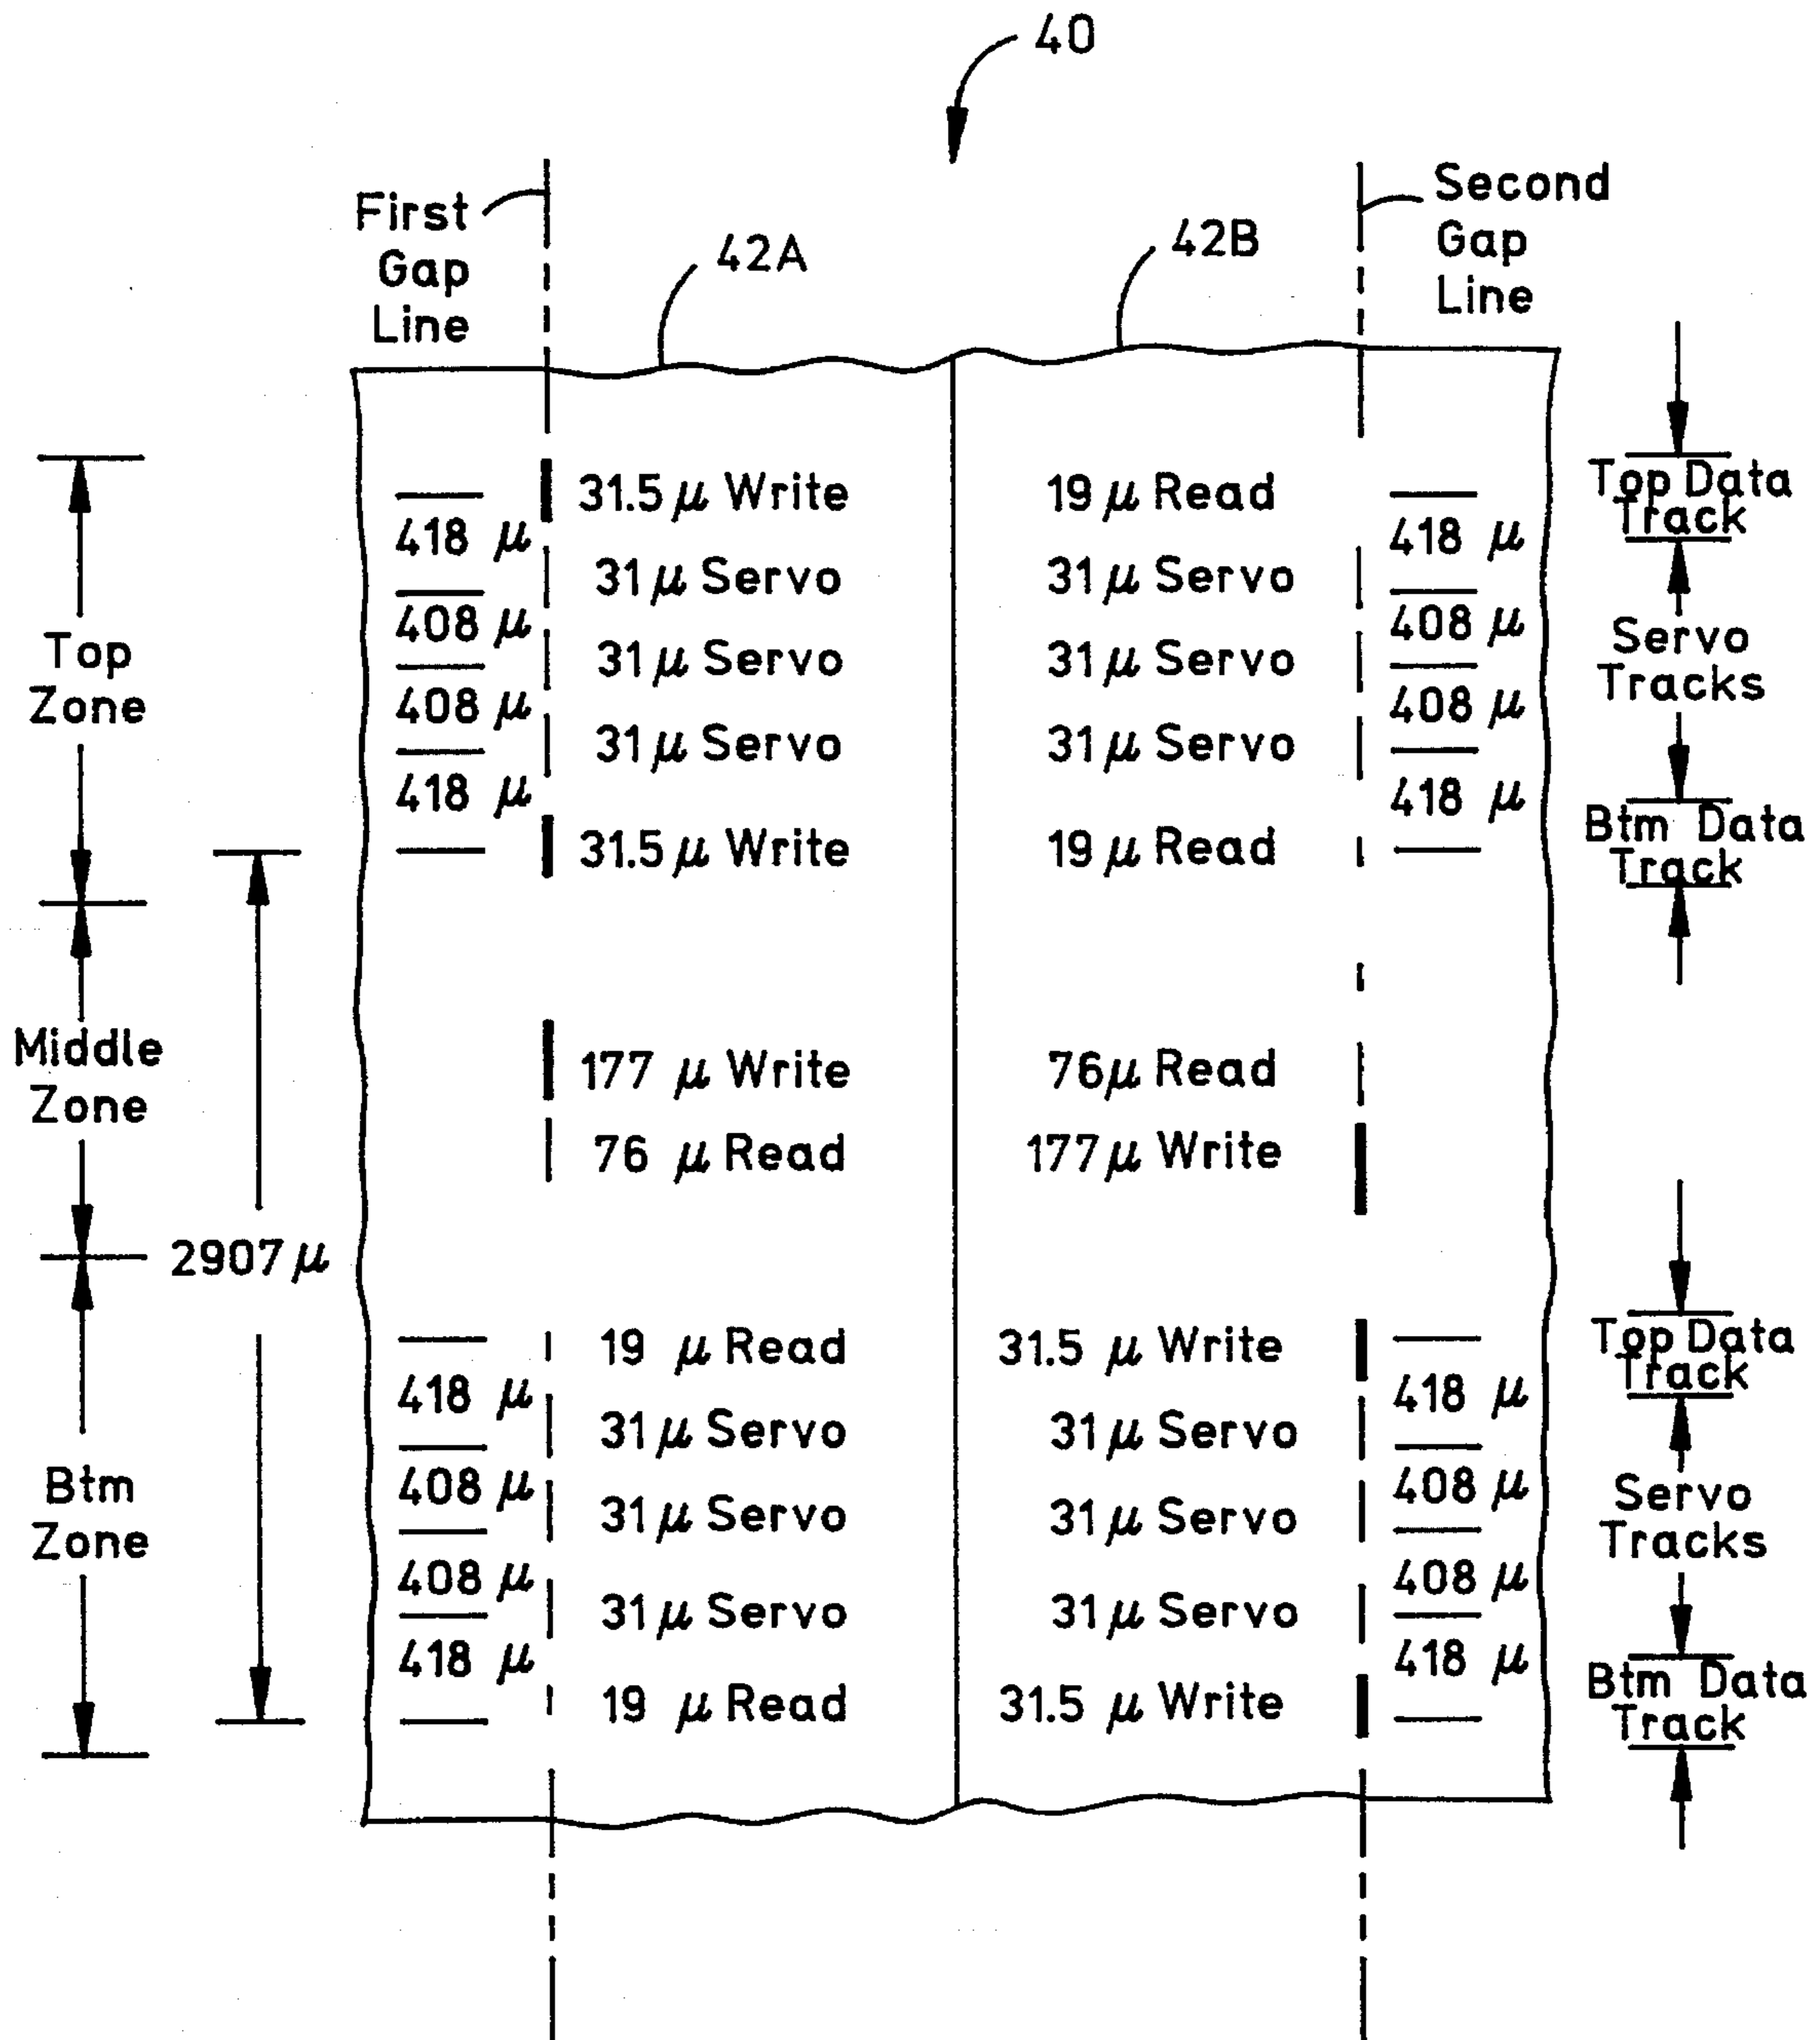 40
First
Gap
Line
42A
42B
Second
Gap
Line
31.5 μ Write
19 μ Read
Top Data
Track
418 μ
418 μ
31 μ Servo
31 μ Servo
408 μ
408 μ
Top
Zone
31 μ Servo
31 μ Servo
Servo
Tracks
408 μ
408 μ
31 μ Servo
31 μ Servo
418 μ
418 μ
31.5 μ Write
19 μ Read
Btm Data
Track
Middle
Zone
177 μ Write
76 μ Read
76 μ Read
177 μ Write
2907 μ
19 μ Read
31.5 μ Write
Top Data
Track
418 μ
418 μ
31 μ Servo
31 μ Servo
408 μ
408 μ
Btm
Zone
31 μ Servo
31 μ Servo
Servo
Tracks
408 μ
408 μ
31 μ Servo
31 μ Servo
418 μ
418 μ
19 μ Read
31.5 μ Write
Btm Data
Track